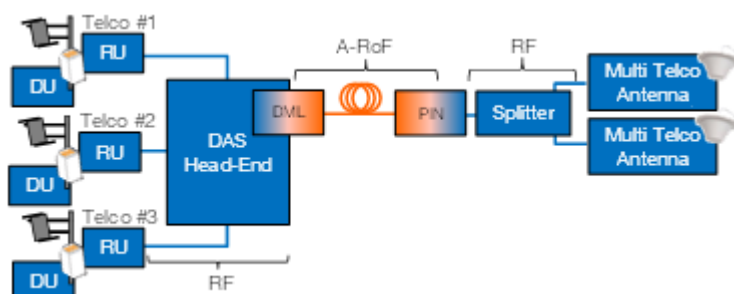 Telco #1
RU
DU
Telco #2
RU
DU
Telco #3
RU
DU
RF
DAS
Head-End
DML
A-RoF
PIN
RF
Splitter
Multi Telco
Antenna
Multi Telco
Antenna